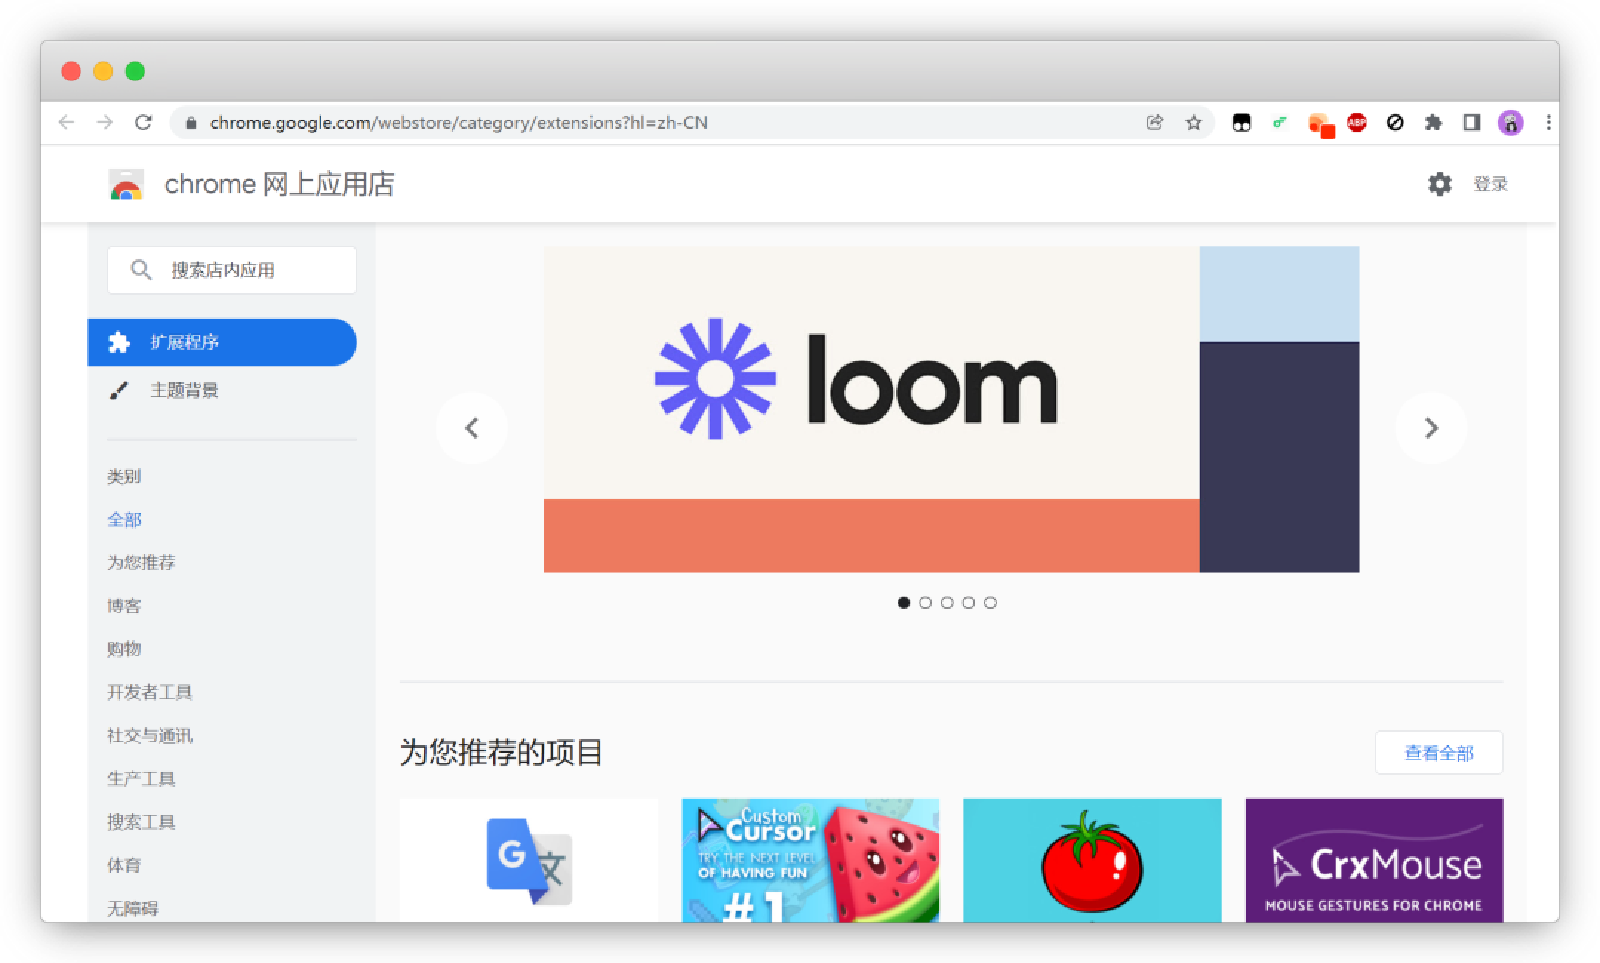 chrome.google.com/webstore/category/extensions?hl=zh-CN
ABP
chrome 网上应用店
登录
搜索店内应用
扩展程序
主题背景
类别
全部
为您推荐
博客
购物
开发者工具
社交与通讯
生产工具
搜索工具
体育
无障碍
loom
为您推荐的项目
查看全部
G 文
Custom
Cursor
TRY THE NEXT LEVEL
OF HAVING FUN
#1
CrxMouse
MOUSE GESTURES FOR CHROME